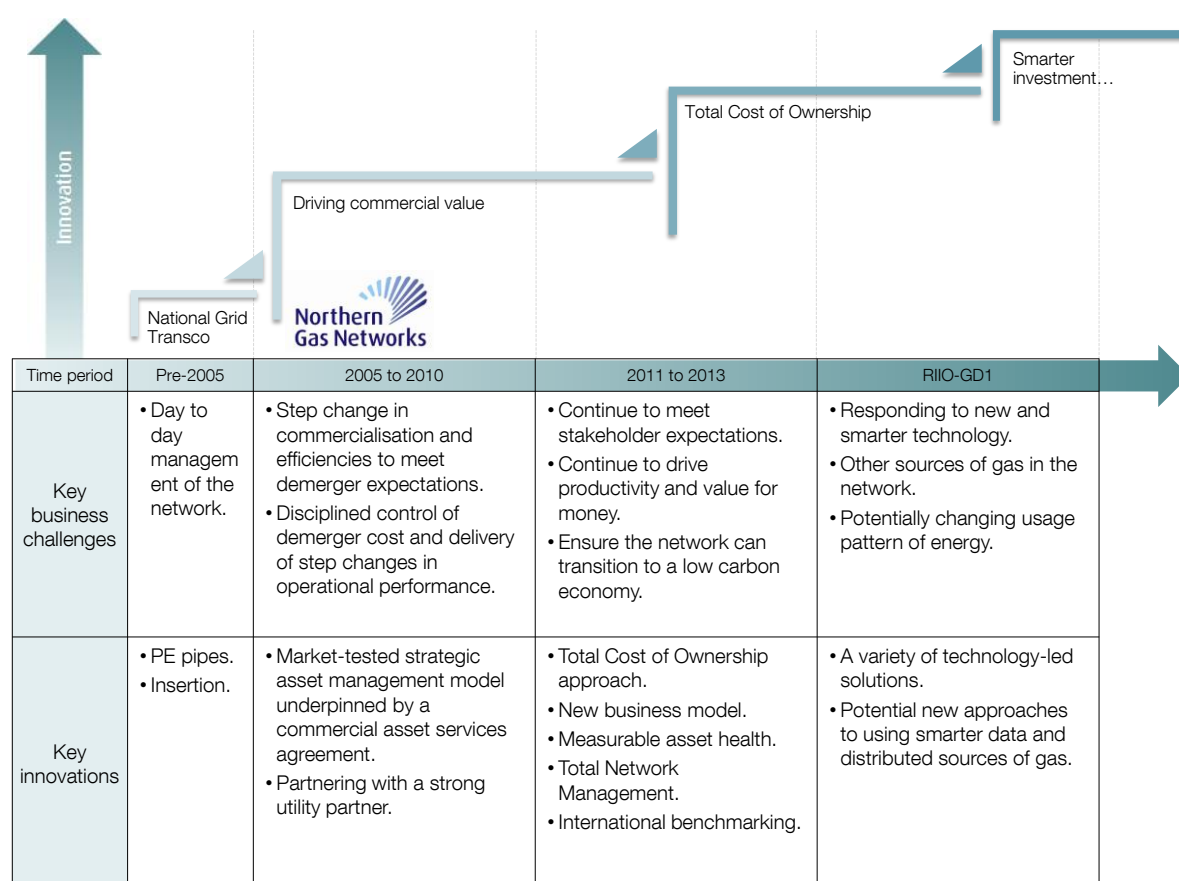 Innovation
Smarter
investment…
Total Cost of Ownership
Driving commercial value
National Grid
Transco
Northern
Gas Networks
Time period
Pre-2005
2005 to 2010
2011 to 2013
RIIO-GD1
Key
business
challenges
• Day to
day
managem
ent of the
network.
• Step change in
commercialisation and
efficiencies to meet
demerger expectations.
• Disciplined control of
demerger cost and delivery
of step changes in
operational performance.
• Continue to meet
stakeholder expectations.
• Continue to drive
productivity and value for
money.
• Ensure the network can
transition to a low carbon
economy.
• Responding to new and
smarter technology.
• Other sources of gas in the
network.
• Potentially changing usage
pattern of energy.
Key
innovations
• PE pipes.
• Insertion.
• Market-tested strategic
asset management model
underpinned by a
commercial asset services
agreement.
• Partnering with a strong
utility partner.
• Total Cost of Ownership
approach.
• New business model.
• Measurable asset health.
• Total Network
Management.
• International benchmarking.
• A variety of technology-led
solutions.
• Potential new approaches
to using smarter data and
distributed sources of gas.